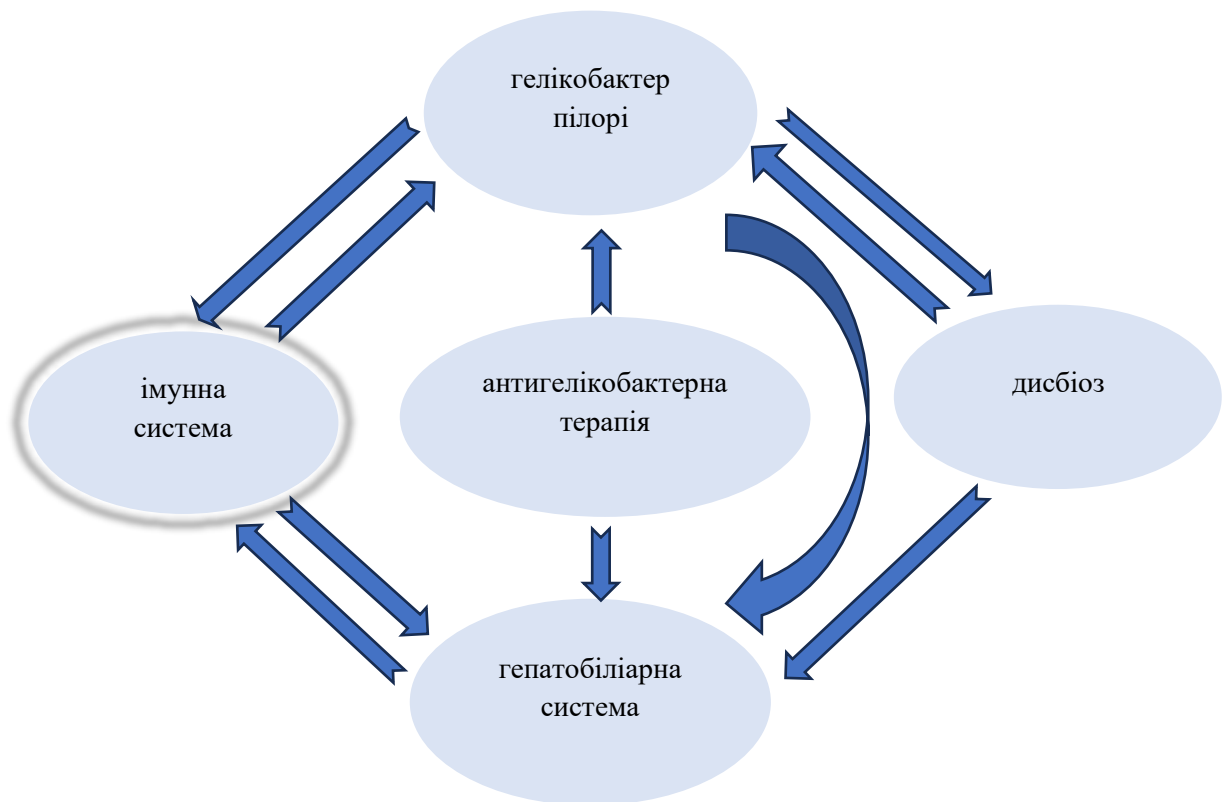 гелікобактер
пілорі
імунна
система
антигелікобактерна
терапія
дисбіоз
гепатобіліарна
система